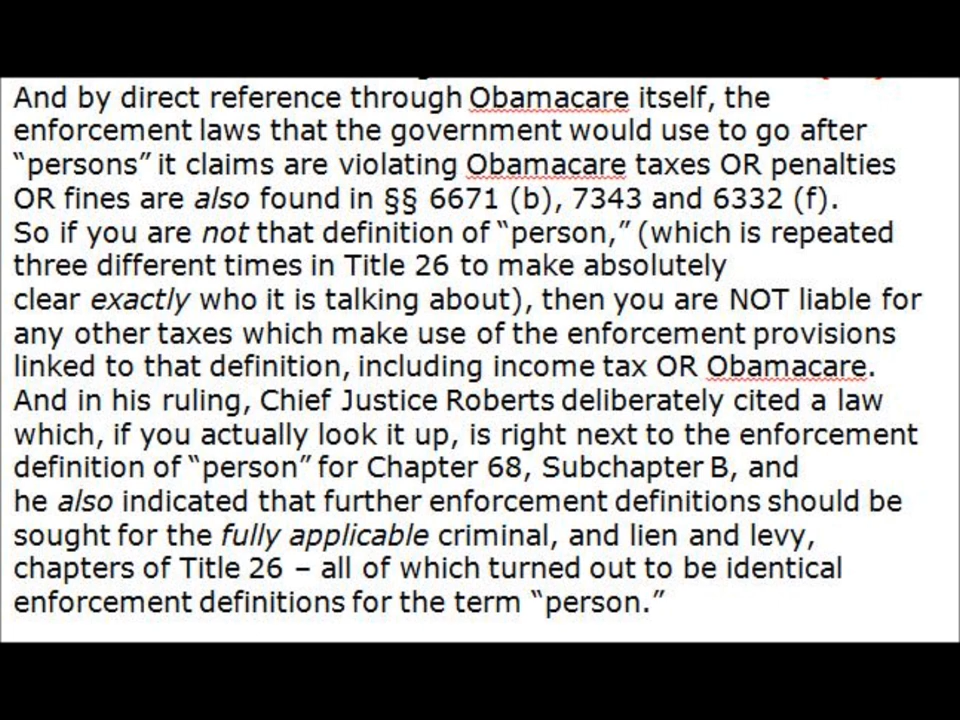 And by direct reference through Obamacare itself, the
enforcement laws that the government would use to go after
“persons” it claims are violating Obamacare taxes OR penalties
OR fines are also found in §§ 6671 (b), 7343 and 6332 (f).
So if you are not that definition of “person,” (which is repeated
three different times in Title 26 to make absolutely
clear exactly who it is talking about), then you are NOT liable for
any other taxes which make use of the enforcement provisions
linked to that definition, including income tax OR Obamacare.
And in his ruling, Chief Justice Roberts deliberately cited a law
which, if you actually look it up, is right next to the enforcement
definition of “person” for Chapter 68, Subchapter B, and
he also indicated that further enforcement definitions should be
sought for the fully applicable criminal, and lien and levy,
chapters of Title 26 – all of which turned out to be identical
enforcement definitions for the term “person.”